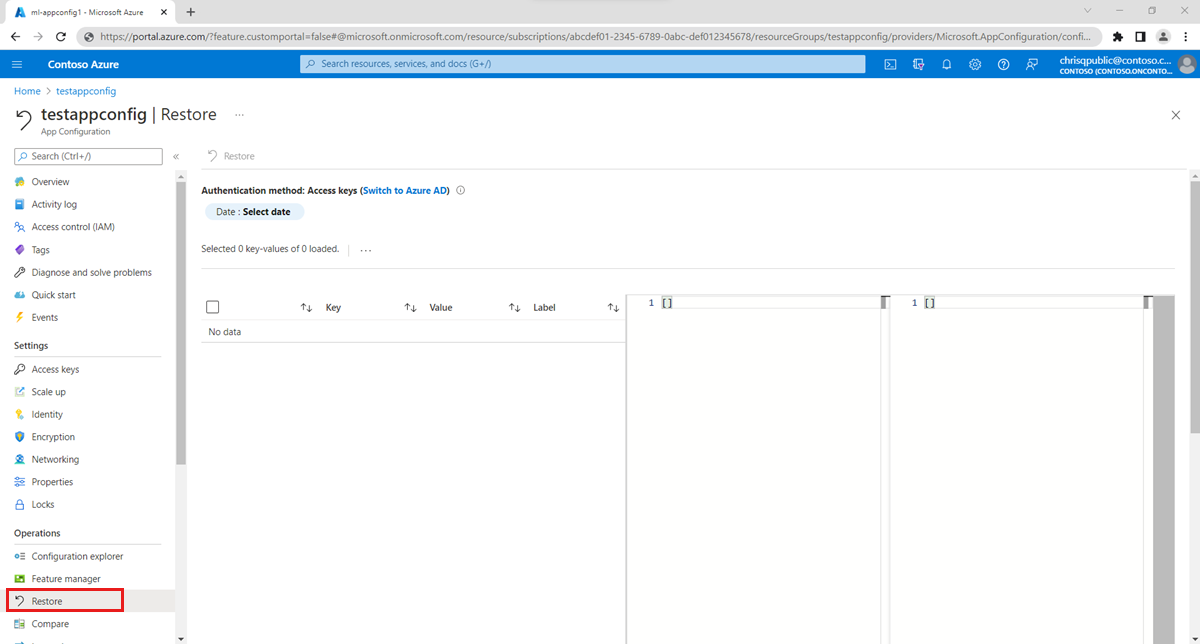 ml-appconfig1 - Microsoft Azure
https://portal.azure.com/?feature.customportal=false#@microsoft.onmicrosoft.com/resource/subscriptions/abcdef01-2345-6789-0abc-def012345678/resourceGroups/testappconfig/providers/Microsoft.AppConfiguration/confi...
Contoso Azure
Search resources, services, and docs (G+/)
chrisqpublic@contoso.c...
CONTOSO (CONTOSO.ONCONTO...
Home > testappconfig
testappconfig | Restore ...
App Configuration
Search (Ctrl+/)
«
Restore
Overview
Activity log
Access control (IAM)
Tags
Diagnose and solve problems
Quick start
Events
Settings
Access keys
Scale up
Identity
Encryption
Networking
Properties
Locks
Operations
Configuration explorer
Feature manager
Restore
Compare
Authentication method: Access keys (Switch to Azure AD)
Date : Select date
Selected 0 key-values of 0 loaded. ...
Key Value Label
No data
1 []
1 []